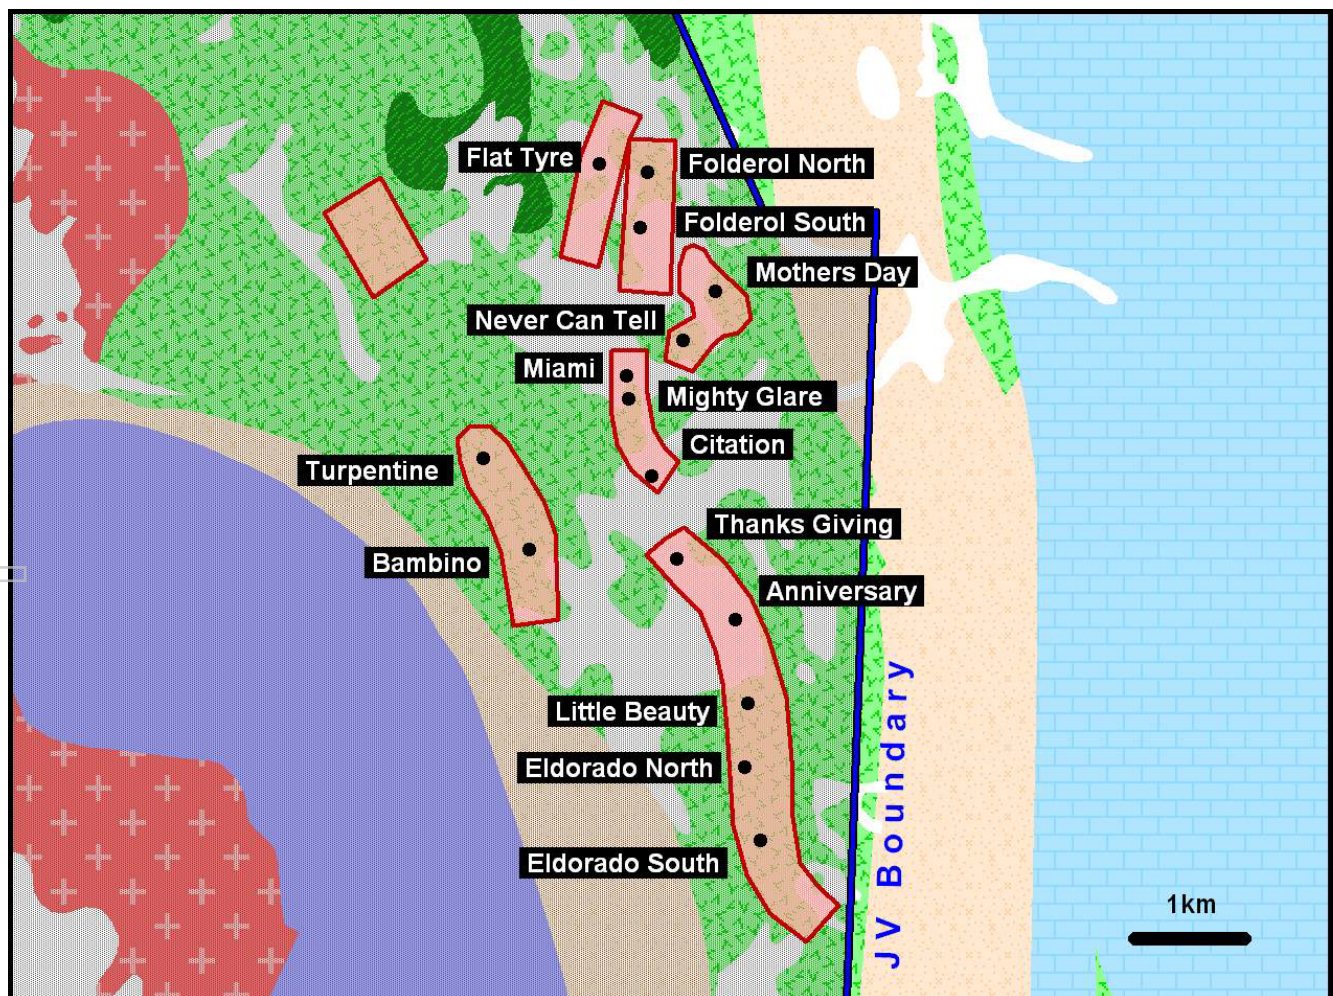 Flat Tyre
Folderol North
Folderol South
Mothers Day
Never Can Tell
Miami
Mighty Glare
Citation
Turpentine
Thanks Giving
Bambino
Anniversary
Little Beauty
Eldorado North
Eldorado South
JV Boundary
1km